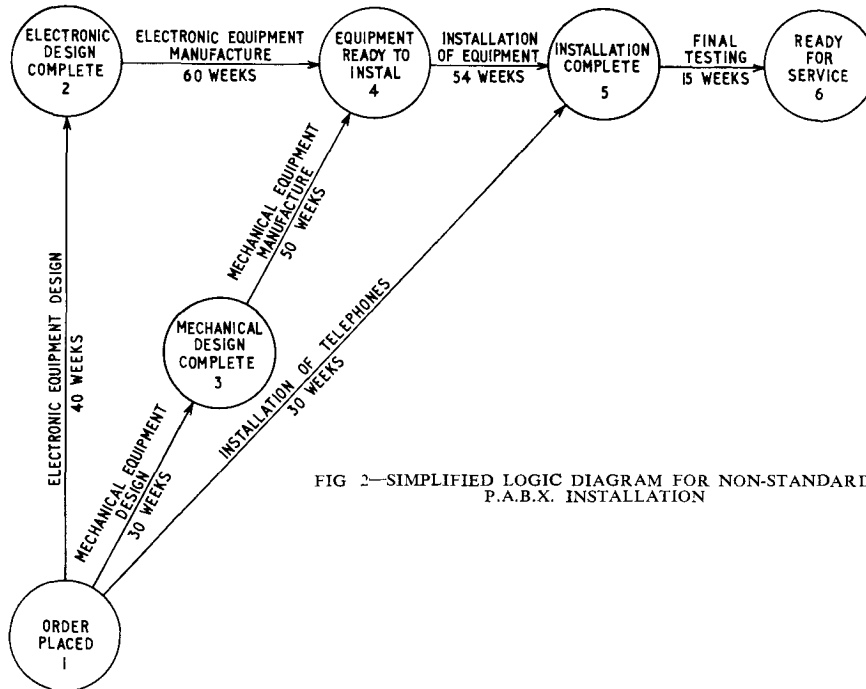 ELECTRONIC
DESIGN
COMPLETE
2
ELECTRONIC EQUIPMENT
MANUFACTURE
60 WEEKS
EQUIPMENT
READY TO
INSTAL
4
INSTALLATION
OF EQUIPMENT
54 WEEKS
INSTALLATION
COMPLETE
5
FINAL
TESTING
15 WEEKS
READY
FOR
SERVICE
6
MECHANICAL EQUIPMENT
MANUFACTURE
50 WEEKS
ELECTRONIC EQUIPMENT DESIGN
40 WEEKS
MECHANICAL
DESIGN
COMPLETE
3
INSTALLATION OF TELEPHONES
30 WEEKS
MECHANICAL EQUIPMENT
DESIGN
30 WEEKS
FIG 2—SIMPLIFIED LOGIC DIAGRAM FOR NON-STANDARD
P.A.B.X. INSTALLATION
ORDER
PLACED
1